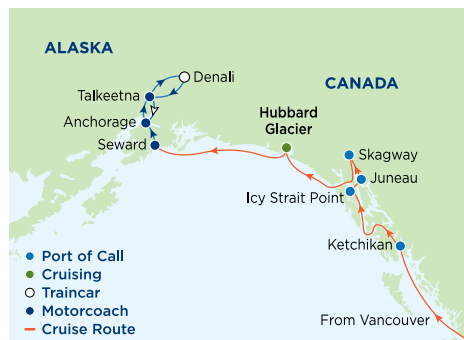 ALASKA
Denali
Talkeetna
Anchorage
Seward
CANADA
Hubbard
Glacier
Skagway
Juneau
Icy Strait Point
Ketchikan
From Vancouver
Port of Call
Cruising
Traincar
Motorcoach
Cruise Route